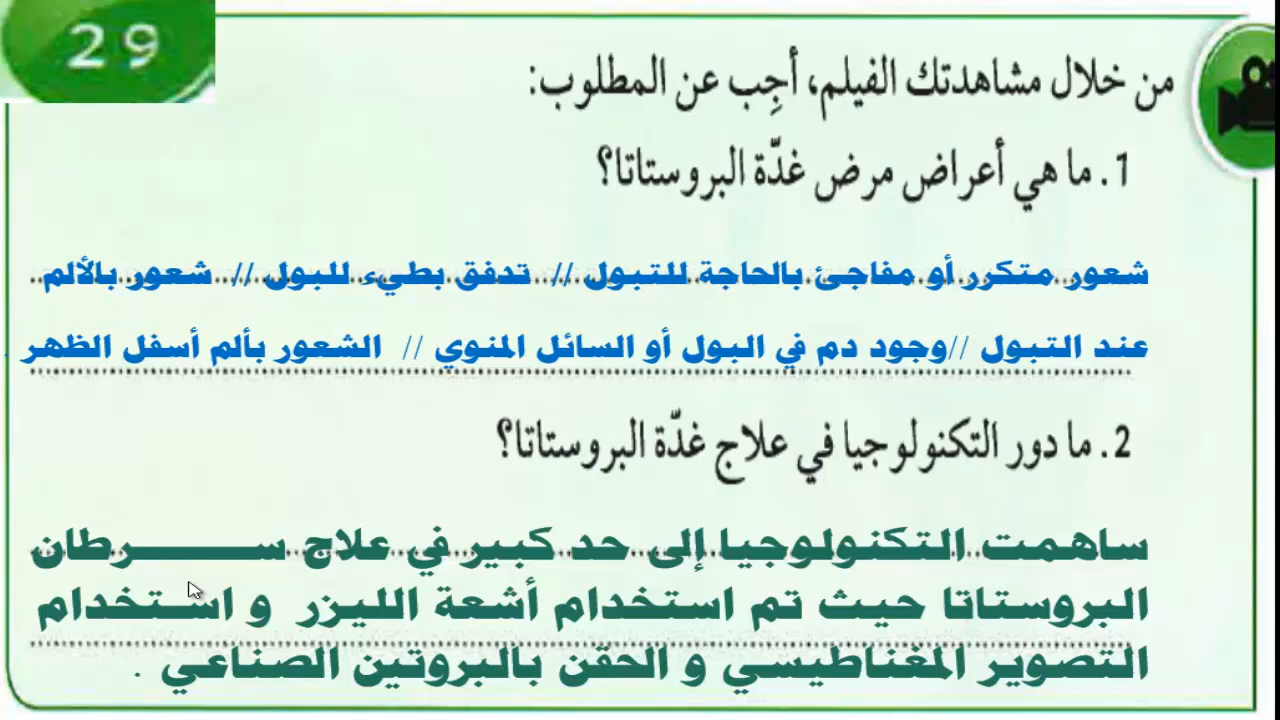 29
من خلال مشاهدتك الفيلم، أجِب عن المطلوب:
1. ما هي أعراض مرض غدّة البروستاتا؟
شعور متكرر أو مفاجئ بالحاجة للتبول // تدفق بطيء للبول // شعور بالألم
عند التبول //وجود دم في البول أو السائل المنوي // الشعور بألم أسفل الظهر .
2. ما دور التكنولوجيا في علاج غدّة البروستاتا؟
ساهمت التكنولوجيا إلى حد كبير في علاج ســـــــرطان
البروستاتا حيث تم استخدام أشعة الليزر و استخدام
التصوير المغناطيسي و الحقن بالبروتين الصناعي .